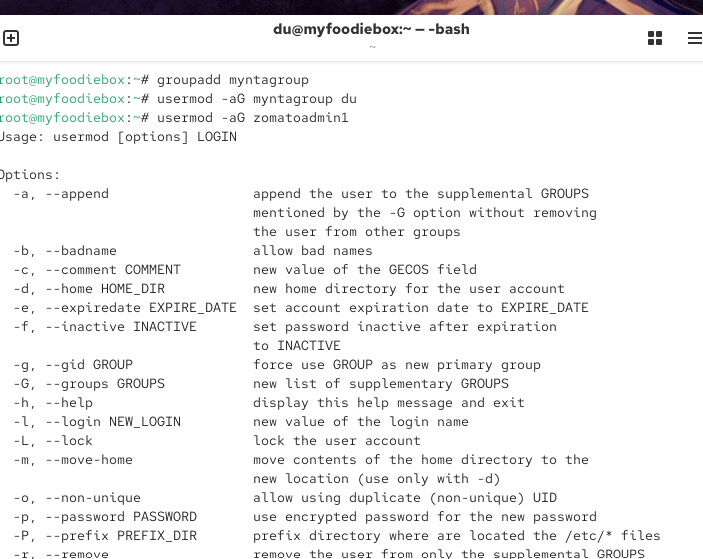 du@myfoodiebox:~ — -bash
~
root@myfoodiebox:~# groupadd myntagroup
root@myfoodiebox:~# usermod -aG myntagroup du
root@myfoodiebox:~# usermod -aG zomatoadmin1
Usage: usermod [options] LOGIN
Options:
-a, --append append the user to the supplemental GROUPS
mentioned by the -G option without removing
the user from other groups
-b, --badname allow bad names
-c, --comment COMMENT new value of the GECOS field
-d, --home HOME_DIR new home directory for the user account
-e, --expiredate EXPIRE_DATE set account expiration date to EXPIRE_DATE
-f, --inactive INACTIVE set password inactive after expiration
to INACTIVE
-g, --gid GROUP force use GROUP as new primary group
-G, --groups GROUPS new list of supplementary GROUPS
-h, --help display this help message and exit
-l, --login NEW_LOGIN new value of the login name
-L, --lock lock the user account
-m, --move-home move contents of the home directory to the
new location (use only with -d)
-o, --non-unique allow using duplicate (non-unique) UID
-p, --password PASSWORD use encrypted password for the new password
-P, --prefix PREFIX_DIR prefix directory where are located the /etc/* files
-r, --remove remove the user from only the supplemental GROUPS